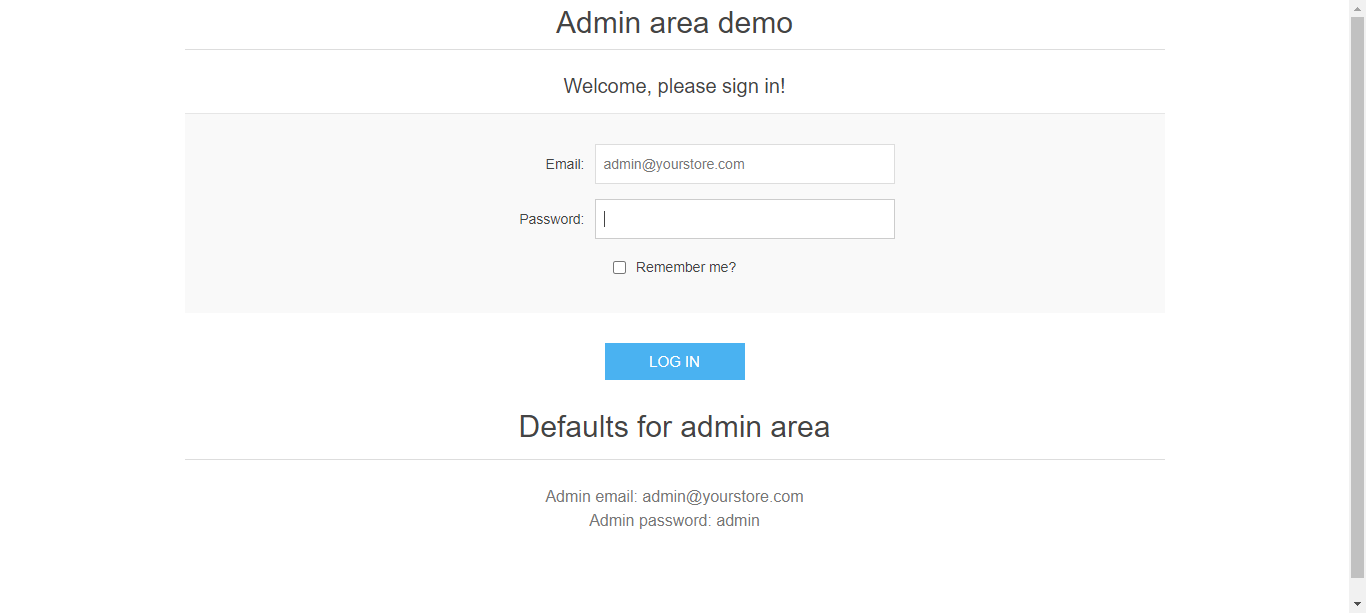 Admin area demo
Welcome, please sign in!
Email: admin@yourstore.com
Password:
Remember me?
LOG IN
Defaults for admin area
Admin email: admin@yourstore.com
Admin password: admin